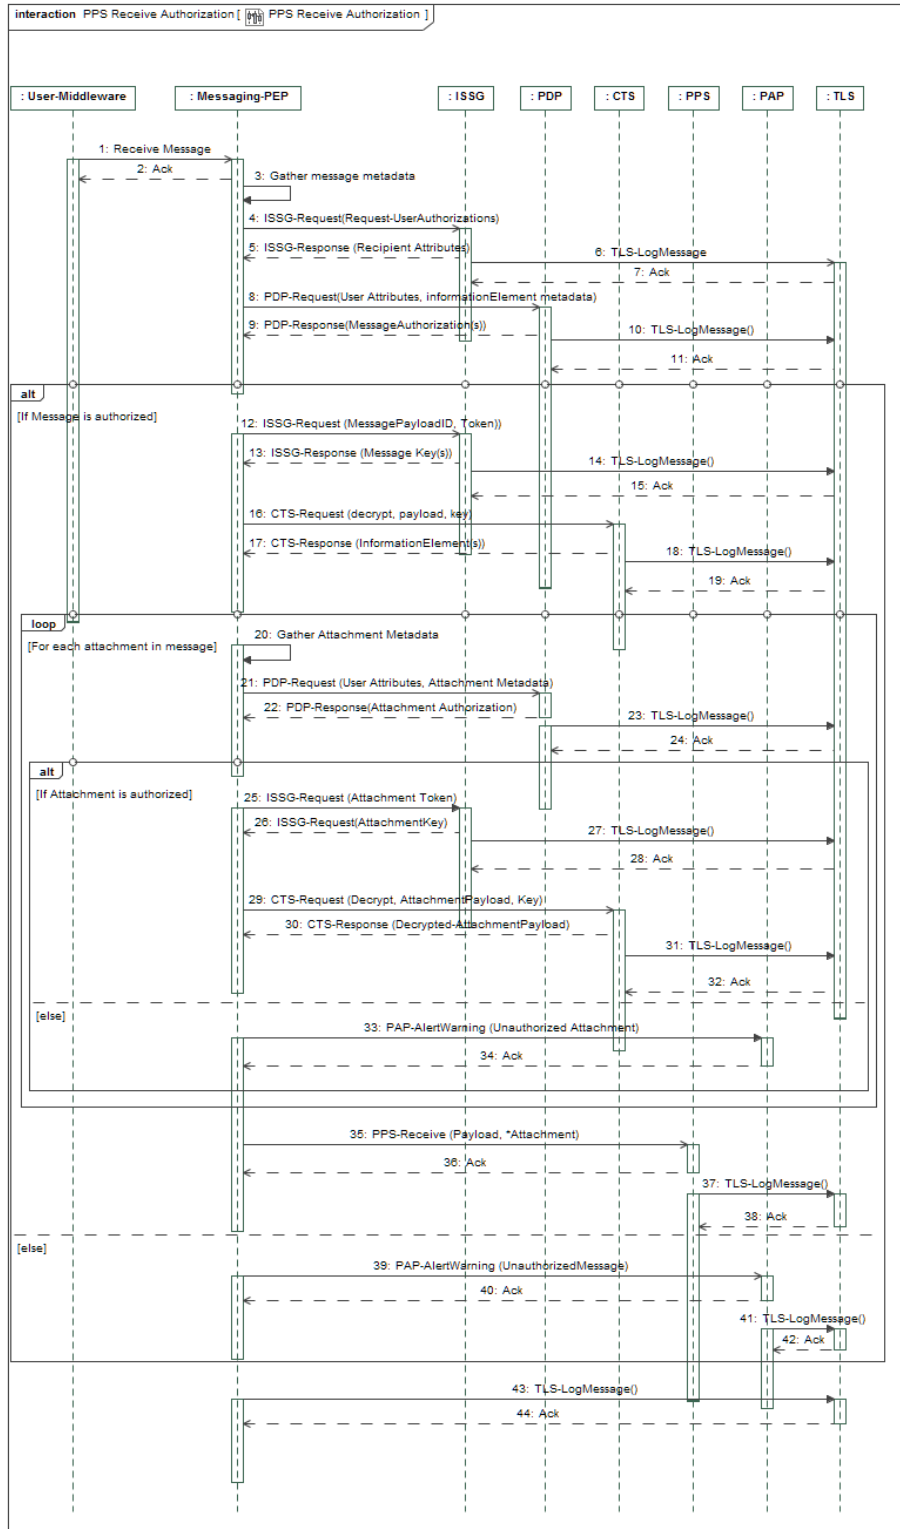 interaction PPS Receive Authorization [ PPS Receive Authorization ]
: User-Middleware : Messaging-PEP : ISSG : PDP : CTS : PPS : PAP : TLS
1: Receive Message
2: Ack
3: Gather message metadata
4: ISSG-Request(Request-UserAuthorizations)
5: ISSG-Response (Recipient Attributes)
6: TLS-LogMessage
7: Ack
8: PDP-Request(User Attributes, informationElement metadata)
9: PDP-Response(MessageAuthorization(s))
10: TLS-LogMessage()
11: Ack
alt
[If Message is authorized]
12: ISSG-Request (MessagePayloadID, Token))
13: ISSG-Response (Message Key(s))
14: TLS-LogMessage()
15: Ack
16: CTS-Request (decrypt, payload, key)
17: CTS-Response (InformationElement(s))
18: TLS-LogMessage()
19: Ack
loop
[For each attachment in message]
20: Gather Attachment Metadata
21: PDP-Request (User Attributes, Attachment Metadata)
22: PDP-Response(Attachment Authorization)
23: TLS-LogMessage()
24: Ack
alt
[If Attachment is authorized]
25: ISSG-Request (Attachment Token)
26: ISSG-Request(AttachmentKey)
27: TLS-LogMessage()
28: Ack
29: CTS-Request (Decrypt, AttachmentPayload, Key)
30: CTS-Response (Decrypted-AttachmentPayload)
31: TLS-LogMessage()
32: Ack
[else]
33: PAP-AlertWarning (Unauthorized Attachment)
34: Ack
35: PPS-Receive (Payload, *Attachment)
36: Ack
37: TLS-LogMessage()
38: Ack
[else]
39: PAP-AlertWarning (UnauthorizedMessage)
40: Ack
41: TLS-LogMessage()
42: Ack
43: TLS-LogMessage()
44: Ack